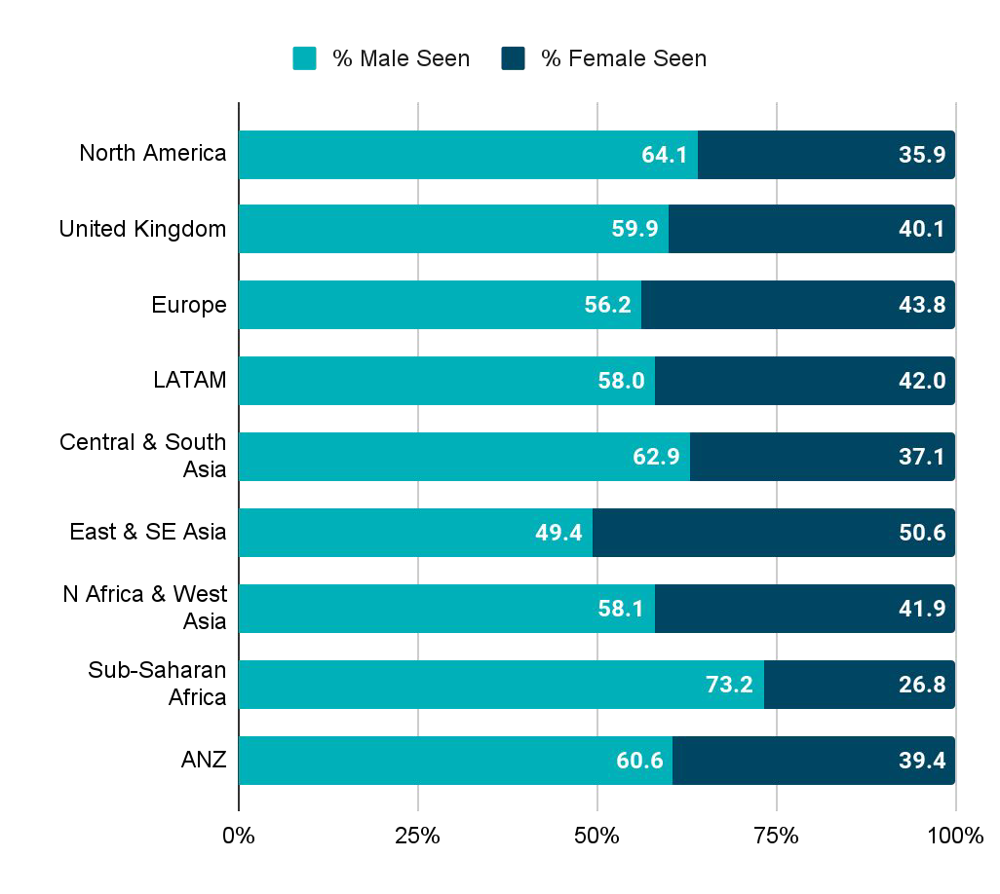 % Male Seen % Female Seen
North America 64.1 35.9
United Kingdom 59.9 40.1
Europe 56.2 43.8
LATAM 58.0 42.0
Central & South
Asia 62.9 37.1
East & SE Asia 49.4 50.6
N Africa & West
Asia 58.1 41.9
Sub-Saharan
Africa 73.2 26.8
ANZ 60.6 39.4
0% 25% 50% 75% 100%